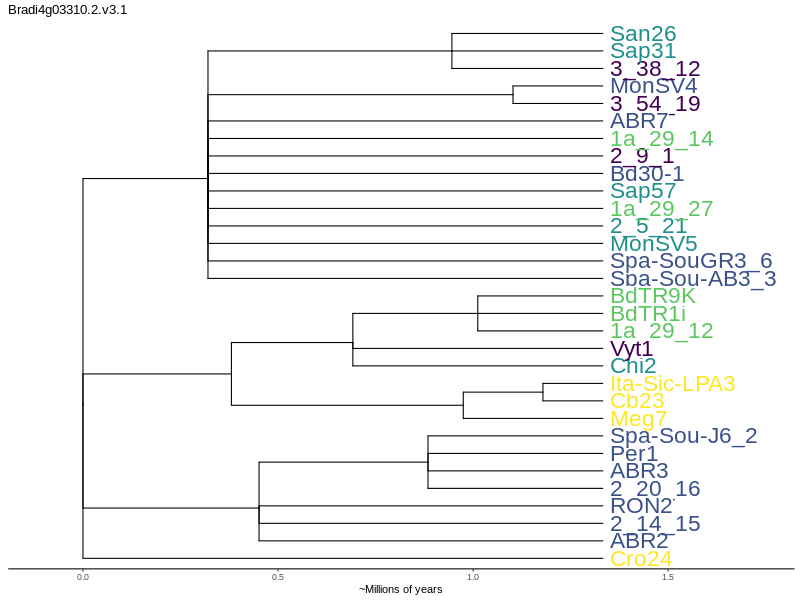 Bradi4g03310.2.v3.1
San26
Sap31
3_38_12
MonSV4
3_54_19
ABR7
1a_29_14
2_9_1
Bd30-1
Sap57
1a_29_27
2_5_21
MonSV5
Spa-SouGR3_6
Spa-Sou-AB3_3
BdTR9K
BdTR1i
1a_29_12
Vyt1
Chi2
Ita-Sic-LPA3
Cb23
Meg7
Spa-Sou-J6_2
Per1
ABR3
2_20_16
RON2
2_14_15
ABR2
Cro24
0.0 0.5 1.0 1.5
~Millions of years